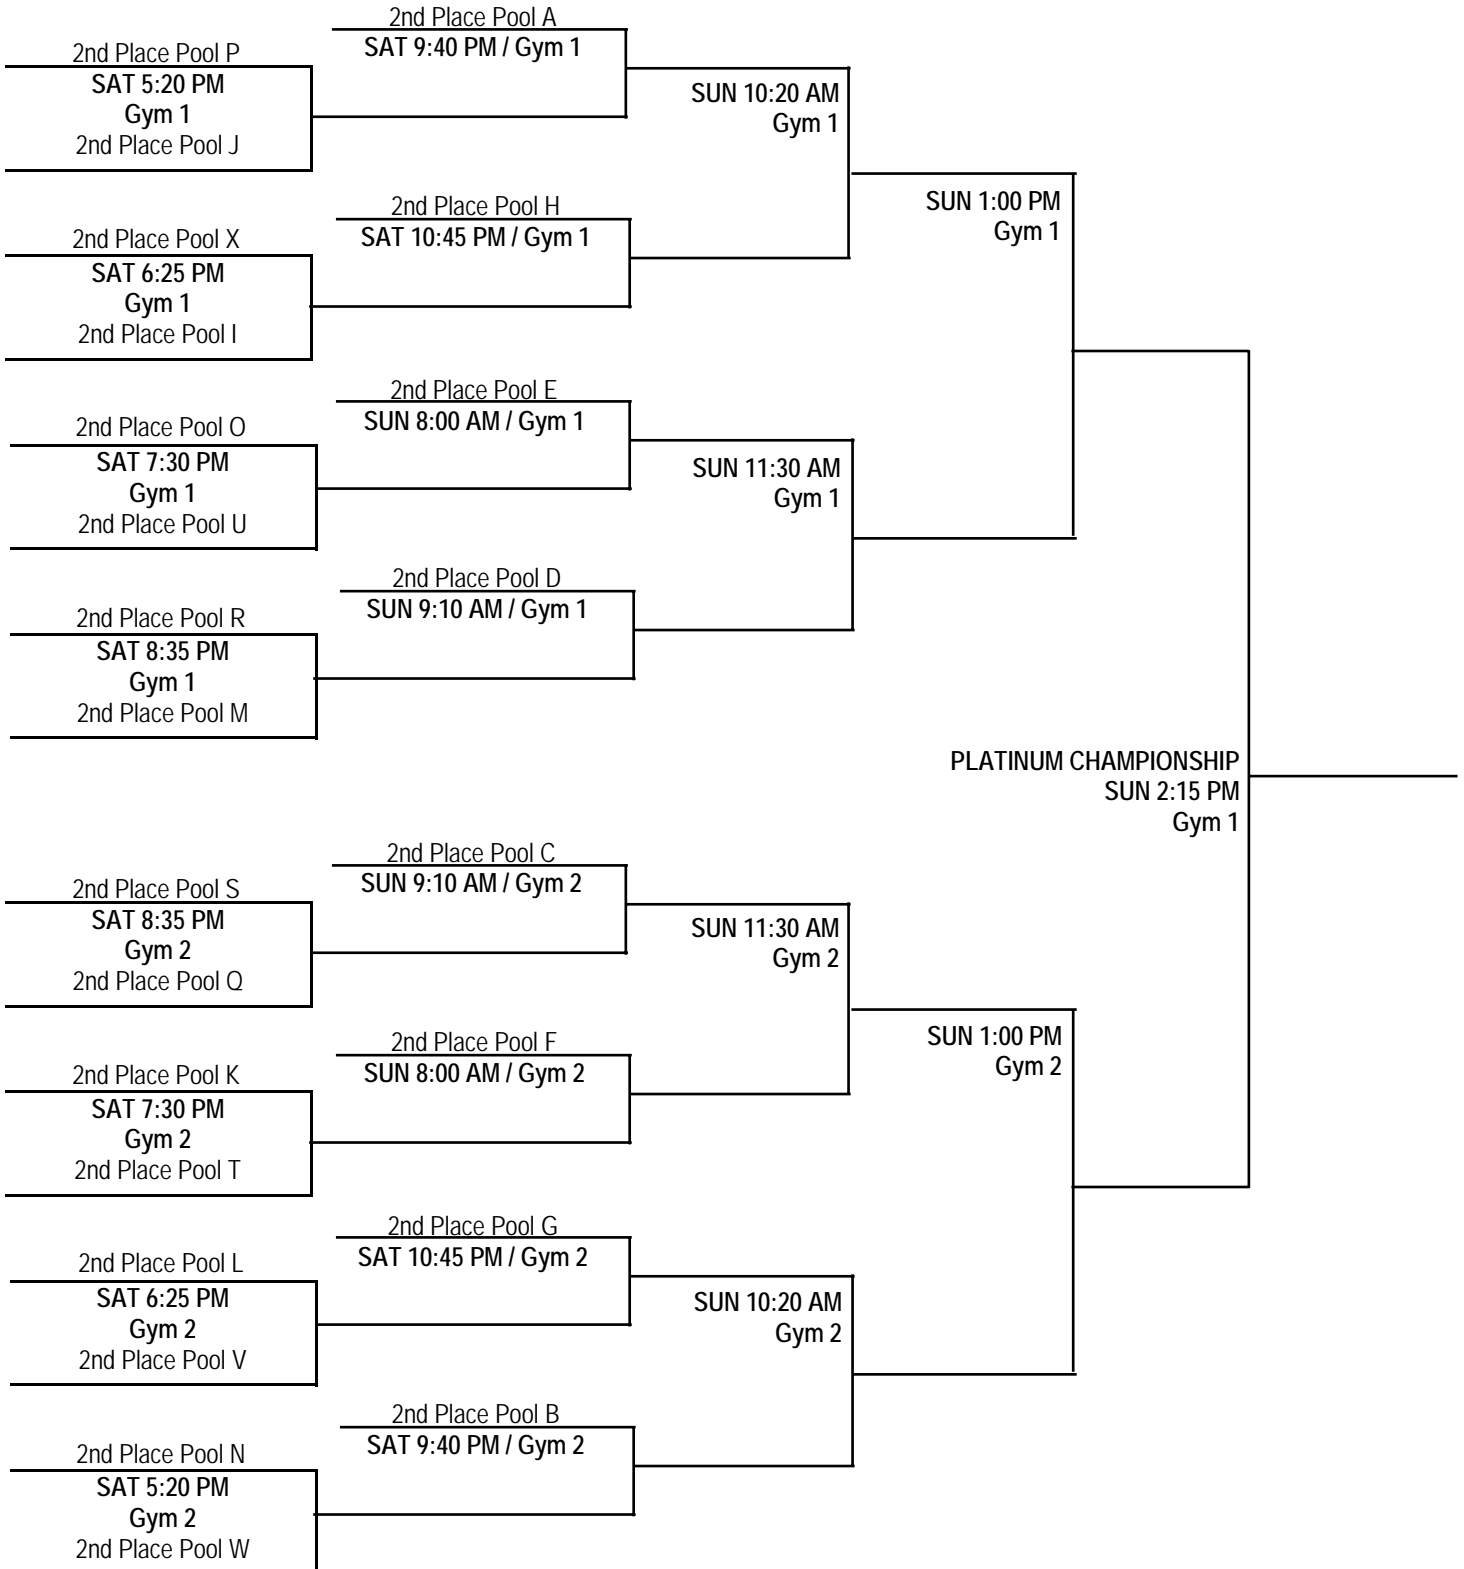 2nd Place Pool A
SAT 9:40 PM / Gym 1
2nd Place Pool P
SAT 5:20 PM
Gym 1
2nd Place Pool J
SUN 10:20 AM
Gym 1
2nd Place Pool H
SAT 10:45 PM / Gym 1
2nd Place Pool X
SAT 6:25 PM
Gym 1
2nd Place Pool I
SUN 1:00 PM
Gym 1
2nd Place Pool E
SUN 8:00 AM / Gym 1
2nd Place Pool O
SAT 7:30 PM
Gym 1
2nd Place Pool U
SUN 11:30 AM
Gym 1
2nd Place Pool D
SUN 9:10 AM / Gym 1
2nd Place Pool R
SAT 8:35 PM
Gym 1
2nd Place Pool M
PLATINUM CHAMPIONSHIP
SUN 2:15 PM
Gym 1
2nd Place Pool C
SUN 9:10 AM / Gym 2
2nd Place Pool S
SAT 8:35 PM
Gym 2
2nd Place Pool Q
SUN 11:30 AM
Gym 2
2nd Place Pool F
SUN 8:00 AM / Gym 2
2nd Place Pool K
SAT 7:30 PM
Gym 2
2nd Place Pool T
SUN 1:00 PM
Gym 2
2nd Place Pool G
SAT 10:45 PM / Gym 2
2nd Place Pool L
SAT 6:25 PM
Gym 2
2nd Place Pool V
SUN 10:20 AM
Gym 2
2nd Place Pool B
SAT 9:40 PM / Gym 2
2nd Place Pool N
SAT 5:20 PM
Gym 2
2nd Place Pool W